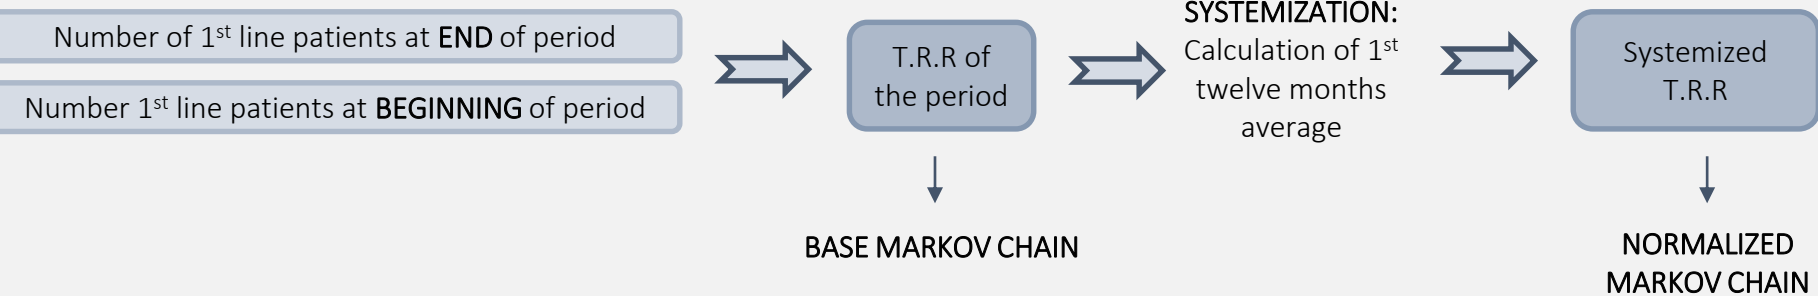 Number of 1st line patients at END of period
Number 1st line patients at BEGINNING of period
T.R.R of
the period
BASE MARKOV CHAIN
SYSTEMIZATION:
Calculation of 1st
twelve months
average
Systemized
T.R.R
NORMALIZED
MARKOV CHAIN